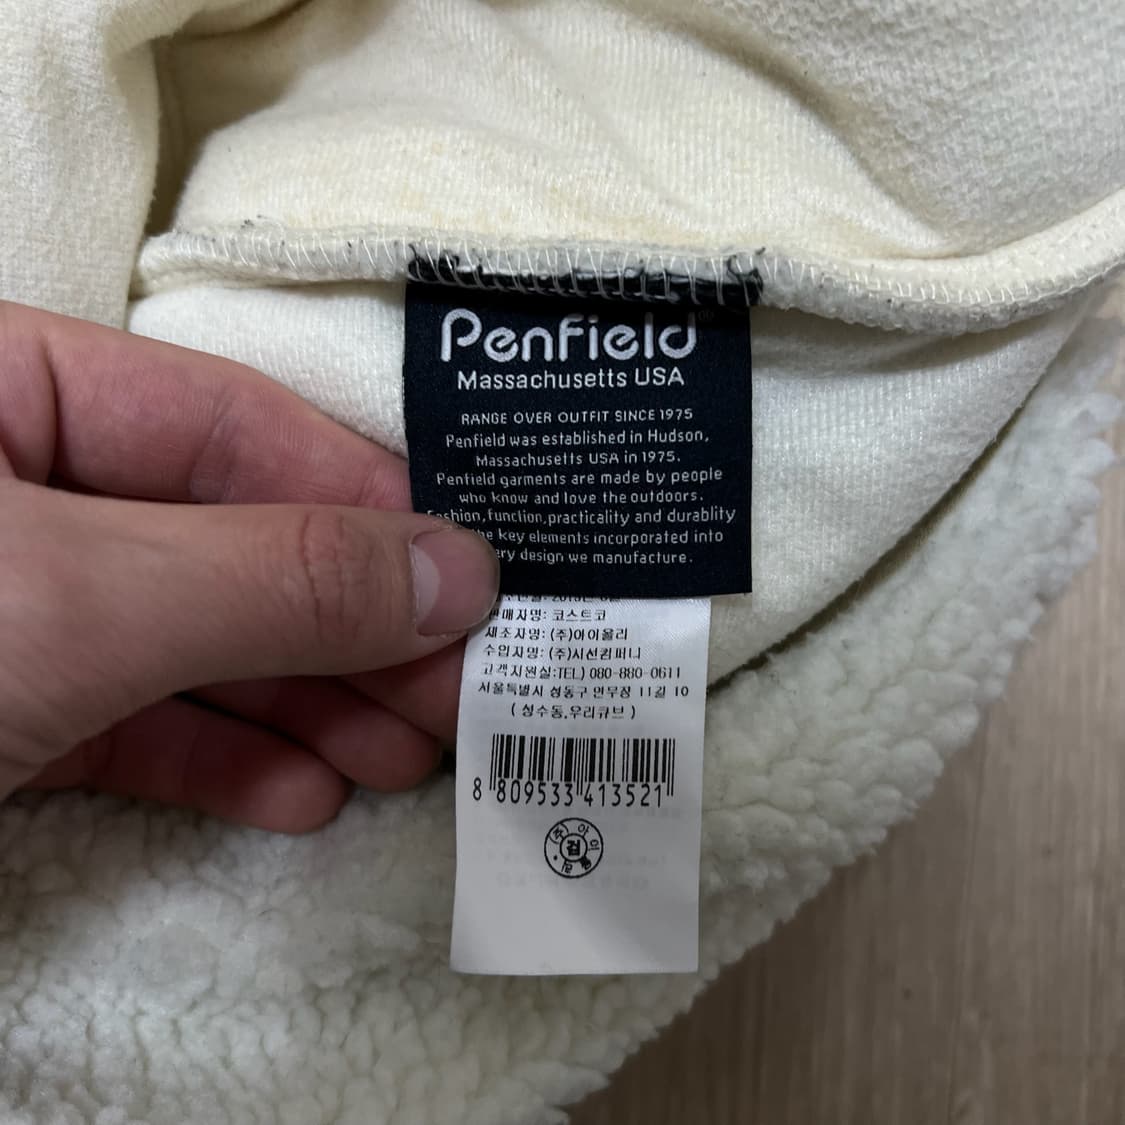 Penfield
Massachusetts USA
RANGE OVER OUTFIT SINCE 1975
Penfield was established in Hudson,
Massachusetts USA in 1975.
Penfield garments are made by people
who know and love the outdoors.
Fashion,function,practicality and durablity
the key elements incorporated into
ery design we manufacture.
판매자명: 코스트코
제조자명: (주)아이올리
수입자명: (주)시선컴퍼니
고객지원실:TEL) 080-880-0611
서울특별시 성동구 연무장 11길 10
( 성수동,우리큐브 )
8 809533 413521
(주) 아이
검